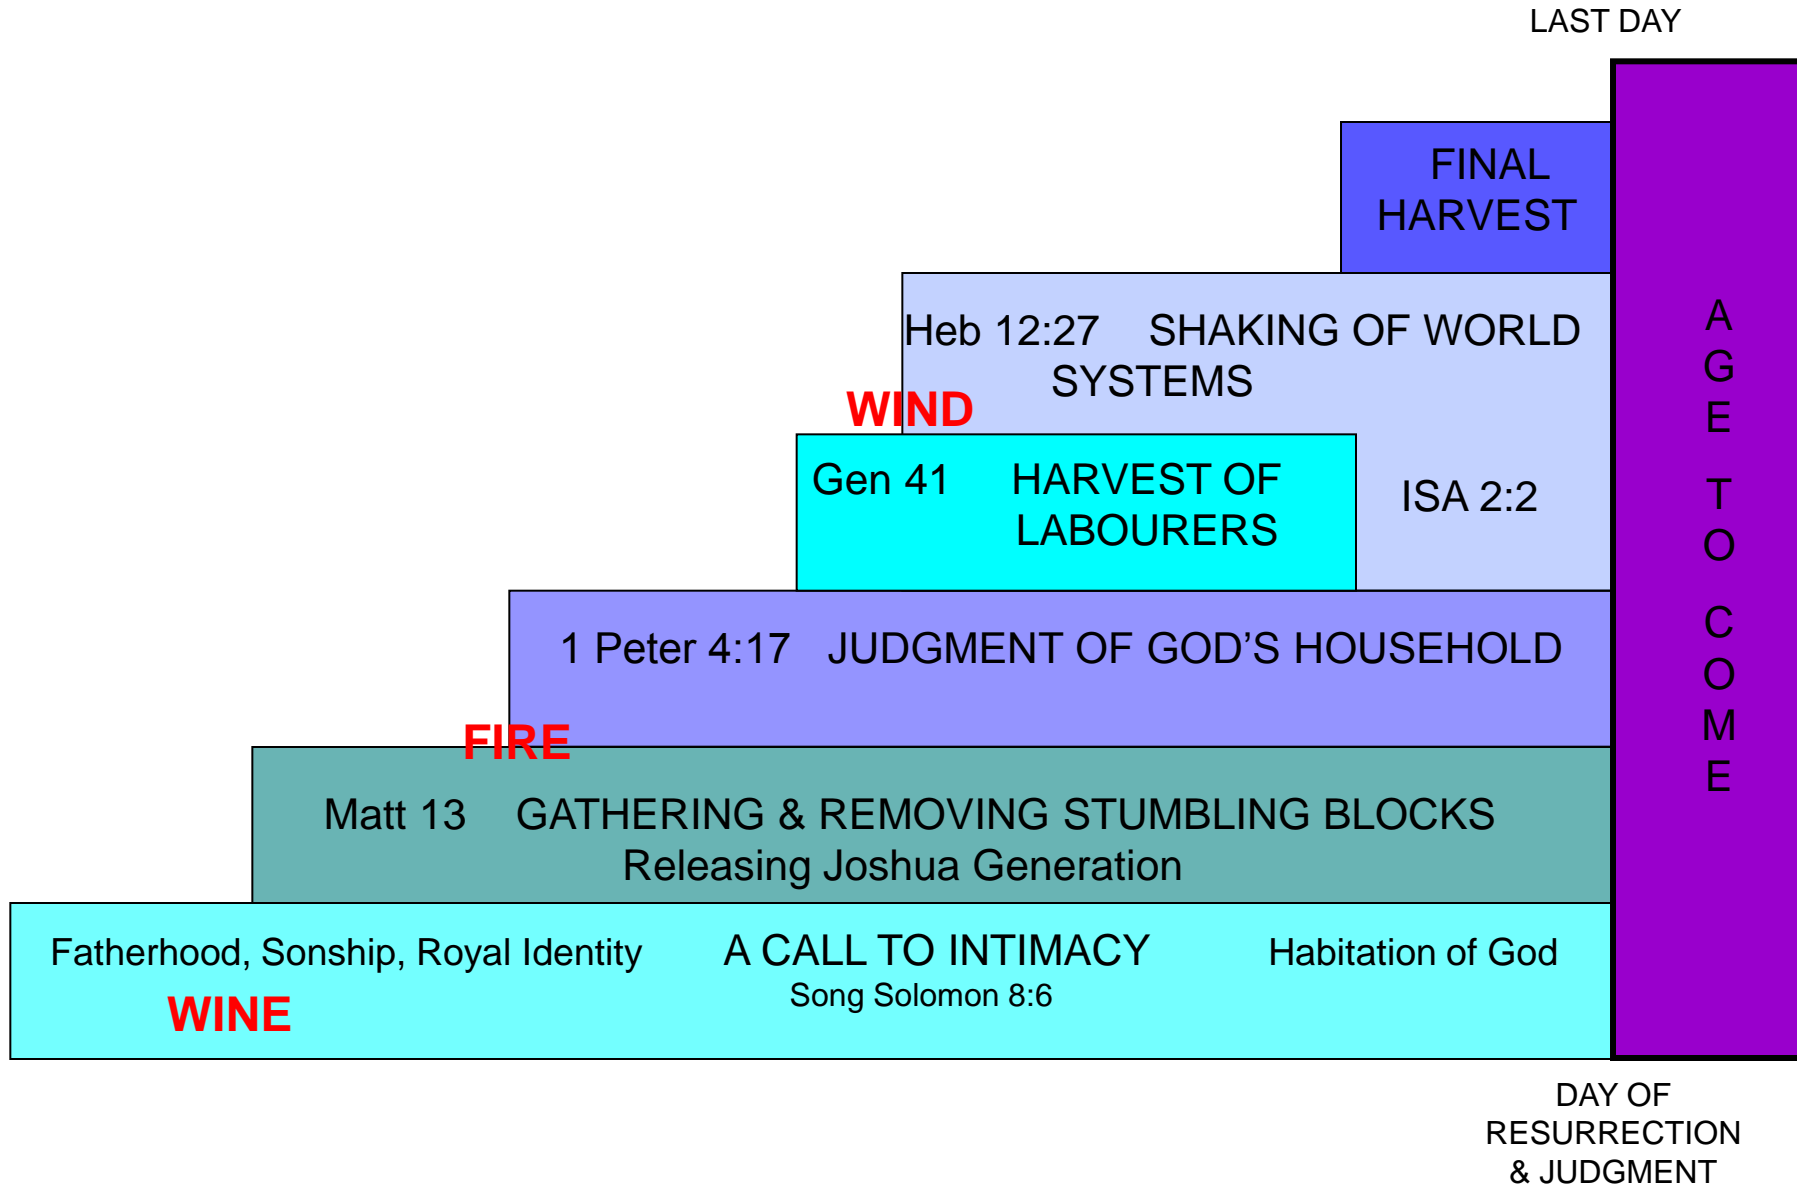 LAST DAY
FINAL
HARVEST
Heb 12:27 SHAKING OF WORLD
SYSTEMS
WIND
Gen 41 HARVEST OF
LABOURERS
ISA 2:2
1 Peter 4:17 JUDGMENT OF GOD’S HOUSEHOLD
FIRE
Matt 13 GATHERING & REMOVING STUMBLING BLOCKS
Releasing Joshua Generation
Fatherhood, Sonship, Royal Identity A CALL TO INTIMACY Habitation of God
Song Solomon 8:6
WINE
A
G
E
T
O
C
O
M
E
DAY OF
RESURRECTION
& JUDGMENT